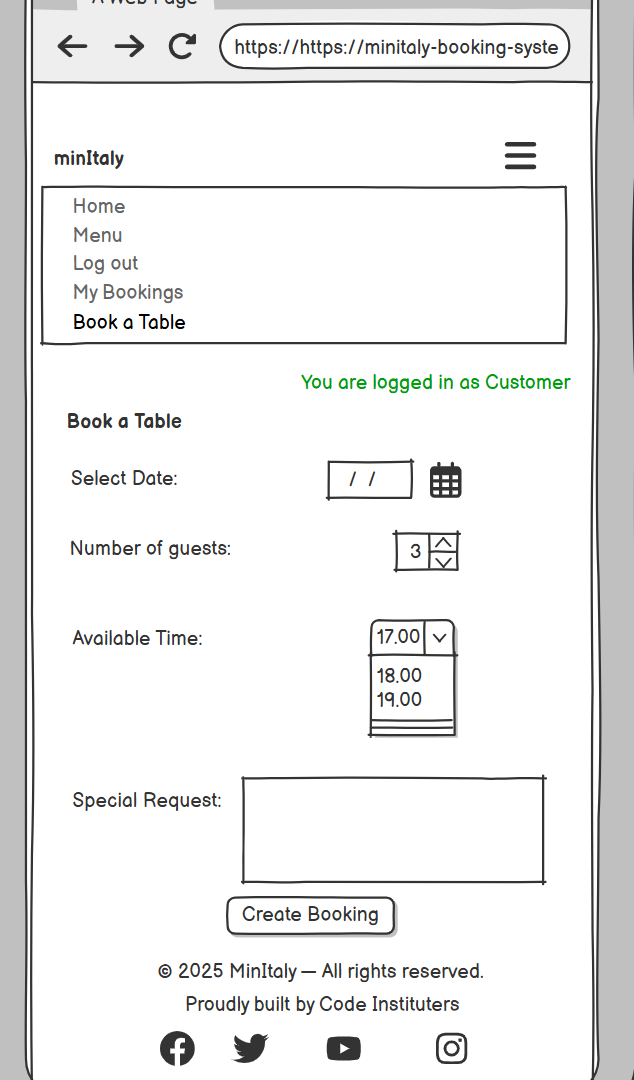 A Web Page
https://https://minitaly-booking-syste
minItaly
Home
Menu
Log out
My Bookings
Book a Table
You are logged in as Customer
Book a Table
Select Date: / /
Number of guests: 3
Available Time: 17.00
18.00
19.00
Special Request:
Create Booking
© 2025 MinItaly — All rights reserved.
Proudly built by Code Instituters